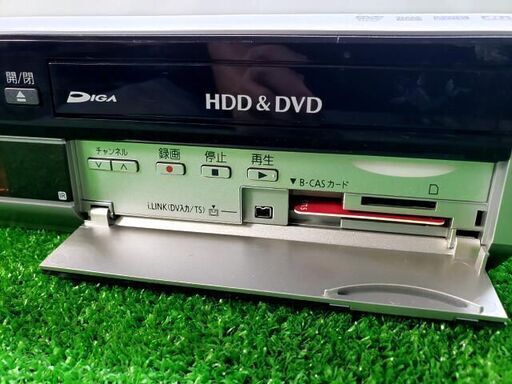 開/閉
DIGA
HDD & DVD
チャンネル
録画
停止
再生
▼ B-CASカード
i.LINK(DV入力/TS)